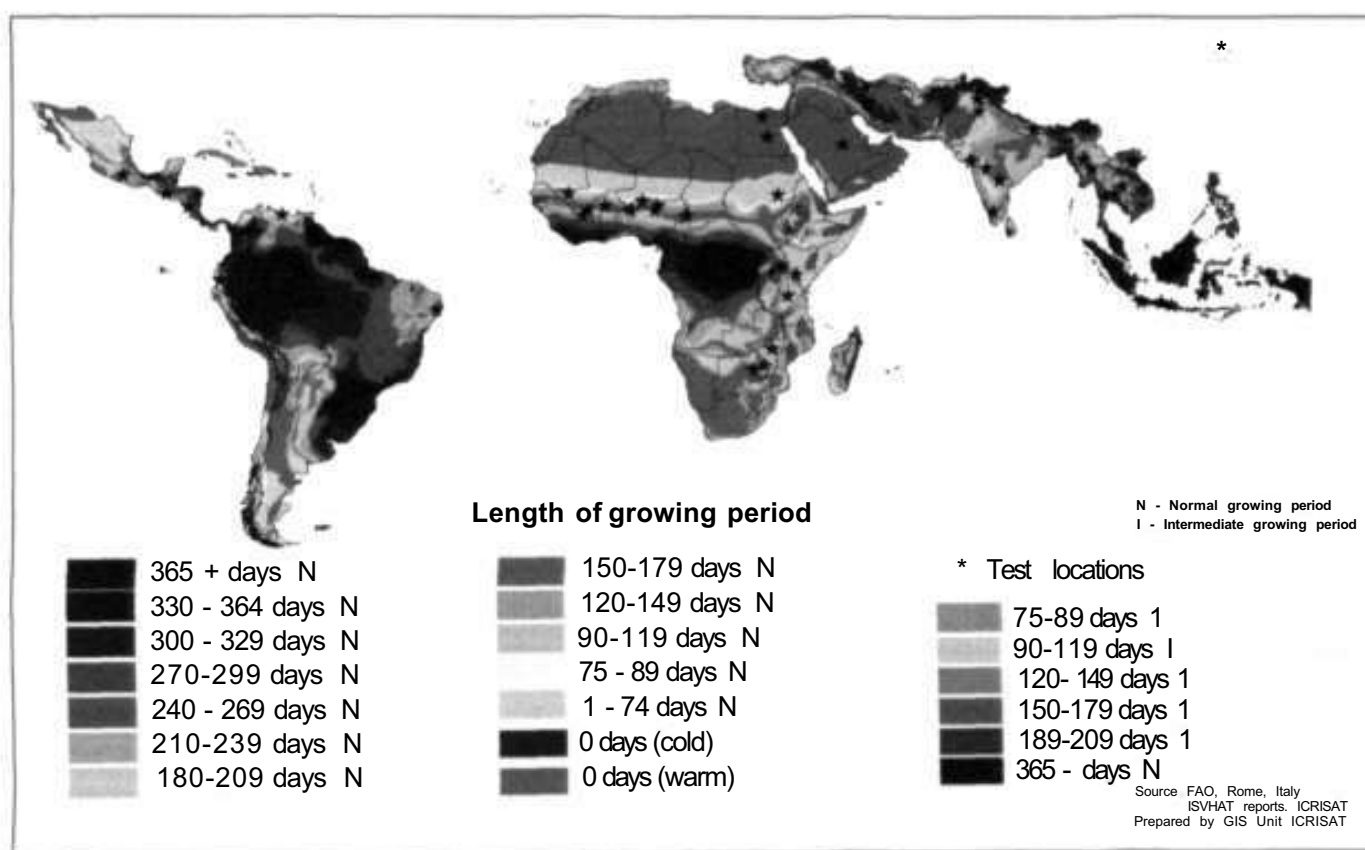 *
Length of growing period
N - Normal growing period
I - Intermediate growing period
365 + days N
330 - 364 days N
300 - 329 days N
270-299 days N
240 - 269 days N
210-239 days N
180-209 days N
150-179 days N
120-149 days N
90-119 days N
75 - 89 days N
1 - 74 days N
0 days (cold)
0 days (warm)
* Test locations
75-89 days 1
90-119 days I
120- 149 days 1
150-179 days 1
189-209 days 1
365 - days N
Source FAO, Rome, Italy
ISVHAT reports. ICRISAT
Prepared by GIS Unit ICRISAT